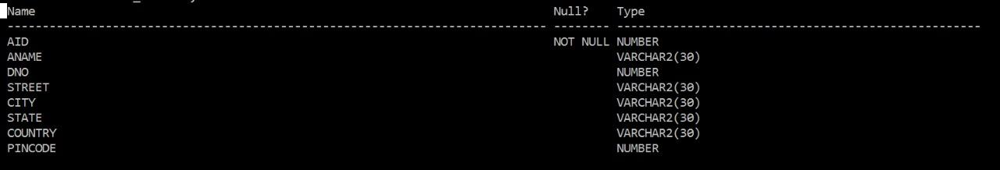 Name Null? Type
----------------------------------------------------------------------------- -------- ----------------------------------------------------
AID NOT NULL NUMBER
ANAME VARCHAR2(30)
DNO NUMBER
STREET VARCHAR2(30)
CITY VARCHAR2(30)
STATE VARCHAR2(30)
COUNTRY VARCHAR2(30)
PINCODE NUMBER